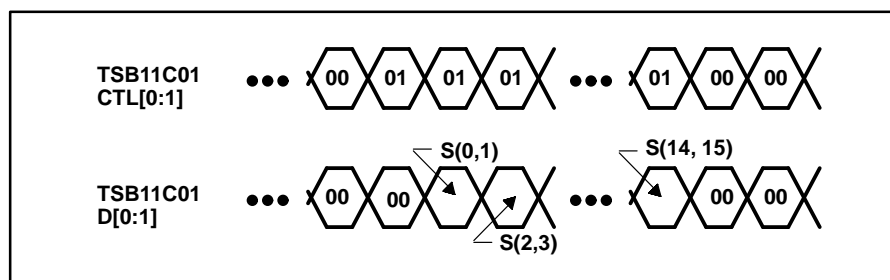 TSB11C01
CTL[0:1]
••• 00 01 01 01 ••• 01 00 00
S(0,1)
S(14, 15)
TSB11C01
D[0:1]
••• 00 00 ••• 00 00
S(2,3)